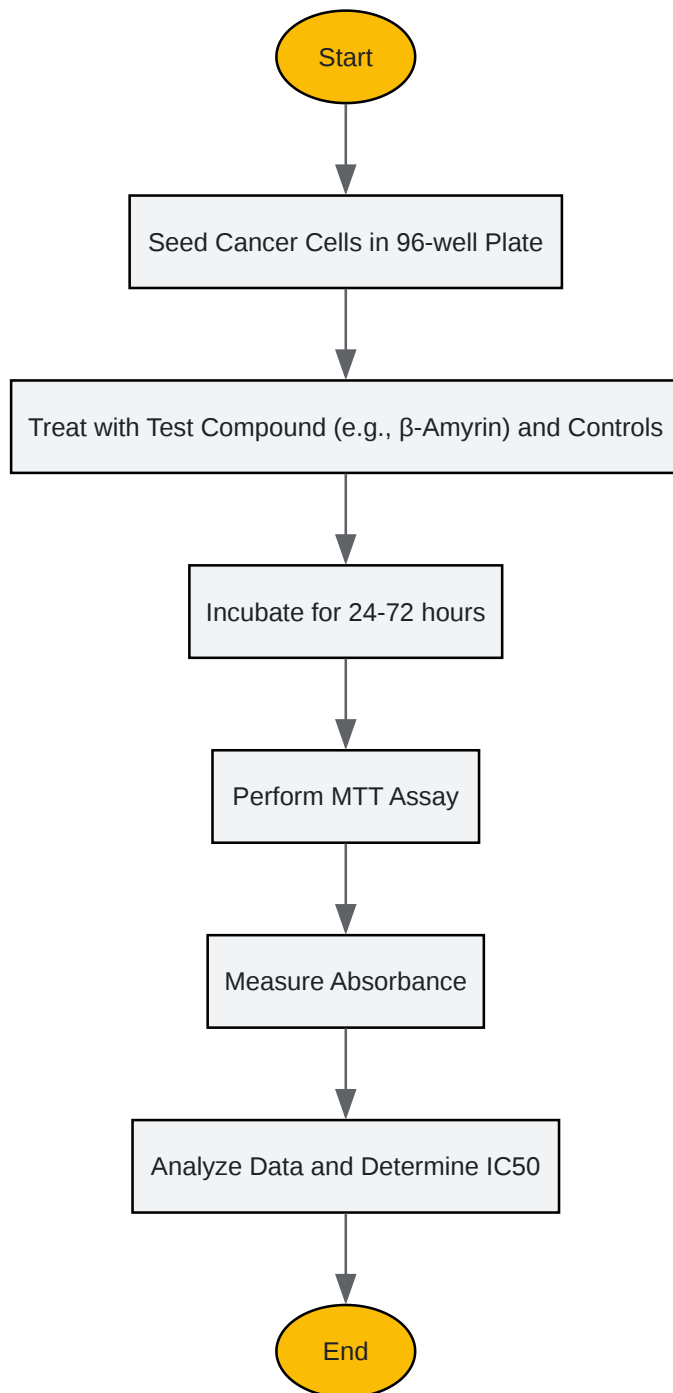 Start
Seed Cancer Cells in 96-well Plate
Treat with Test Compound (e.g., β-Amyrin) and Controls
Incubate for 24-72 hours
Perform MTT Assay
Measure Absorbance
Analyze Data and Determine IC50
End